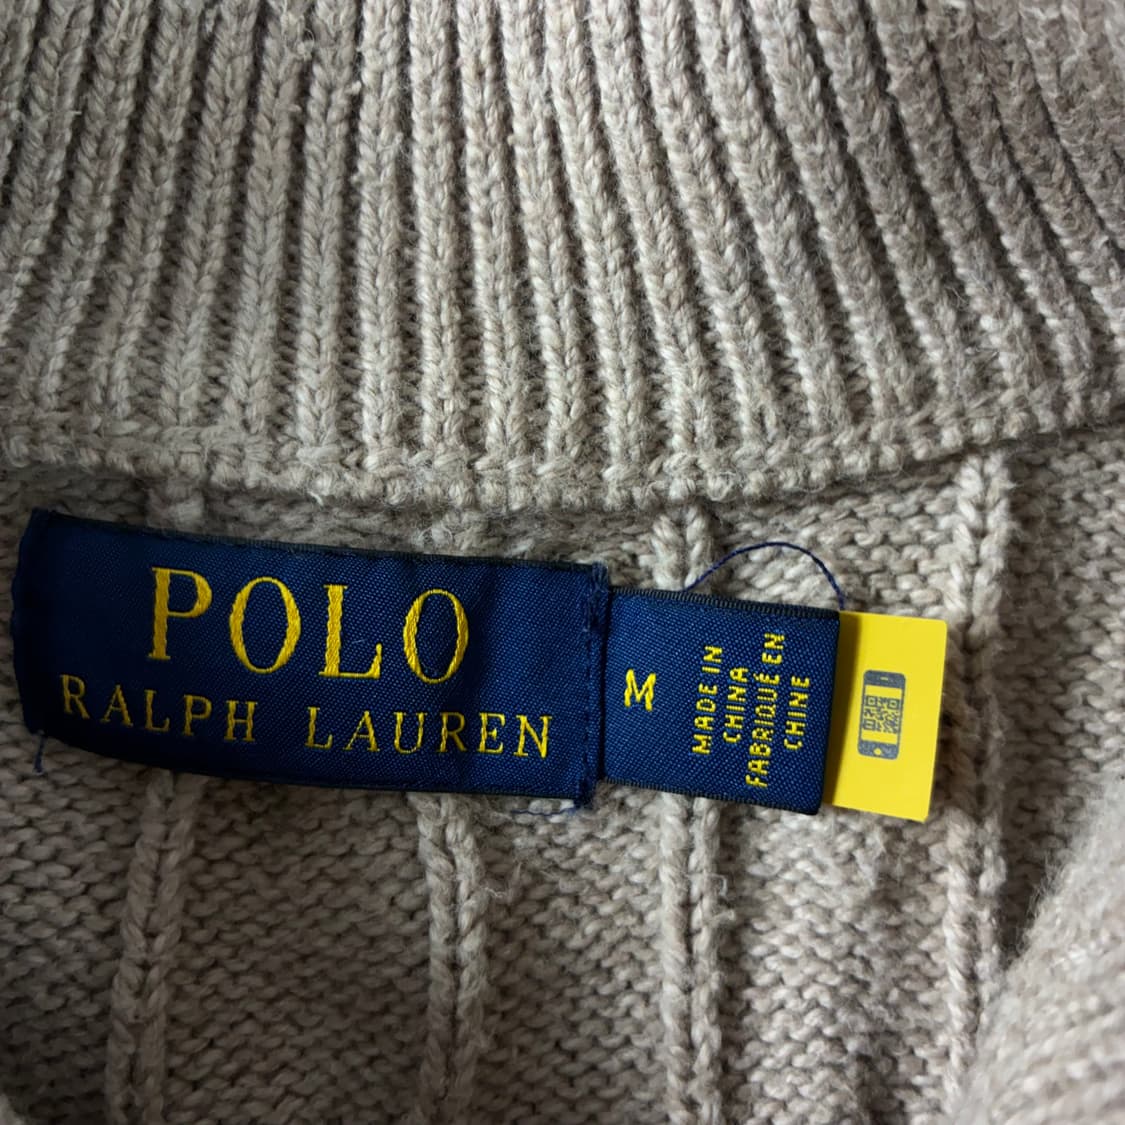 POLO
RALPH LAUREN
M
MADE IN
CHINA
FABRIQUÉ EN
CHINE